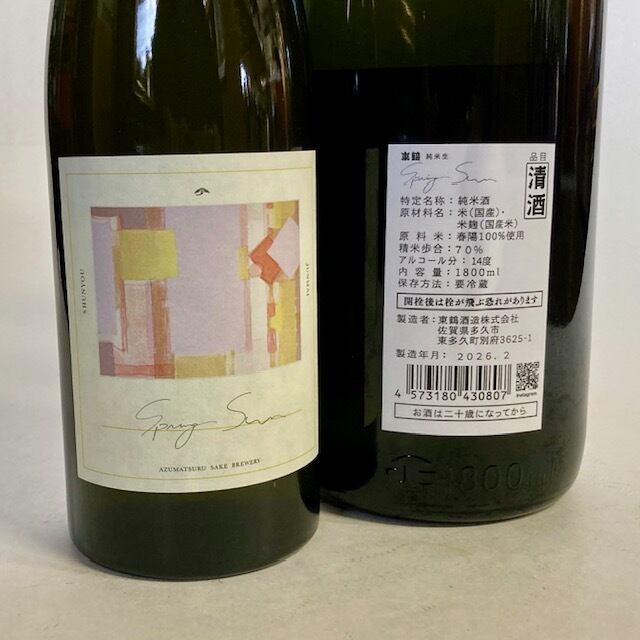 SHUNYOU
JUNMAI
Spring Sun
AZUMATSURU SAKE BREWERY
東鶴 純米生
Spring Sun
品目
清酒
特定名称：純米酒
原材料名：米(国産)・
米麹(国産米)
原料米：春陽100%使用
精米歩合：70%
アルコール分：14度
内容量：1800ml
保存方法：要冷蔵
開栓後は栓が飛ぶ恐れがあります
製造者：東鶴酒造株式会社
佐賀県多久市
東多久町別府3625-1
製造年月：2026.2
4 573180 430807
Instagram
お酒は二十歳になってから
1800ml